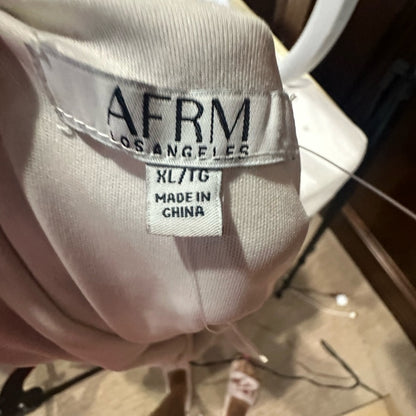 AFRM
LOS ANGELES
XL/TG
MADE IN
CHINA